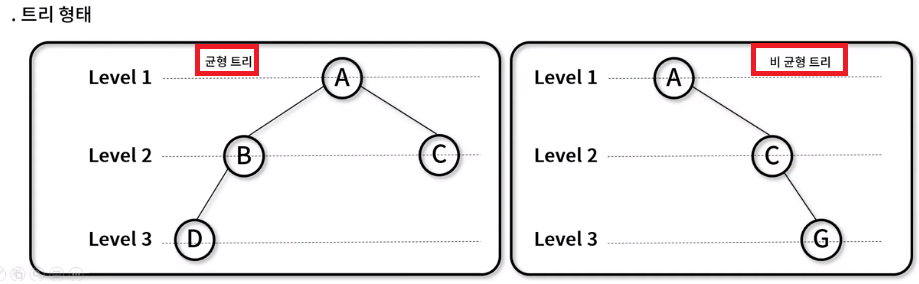 . 트리 형태
균형 트리
Level 1
A
Level 2
B
C
Level 3
D
비 균형 트리
Level 1
A
Level 2
C
Level 3
G